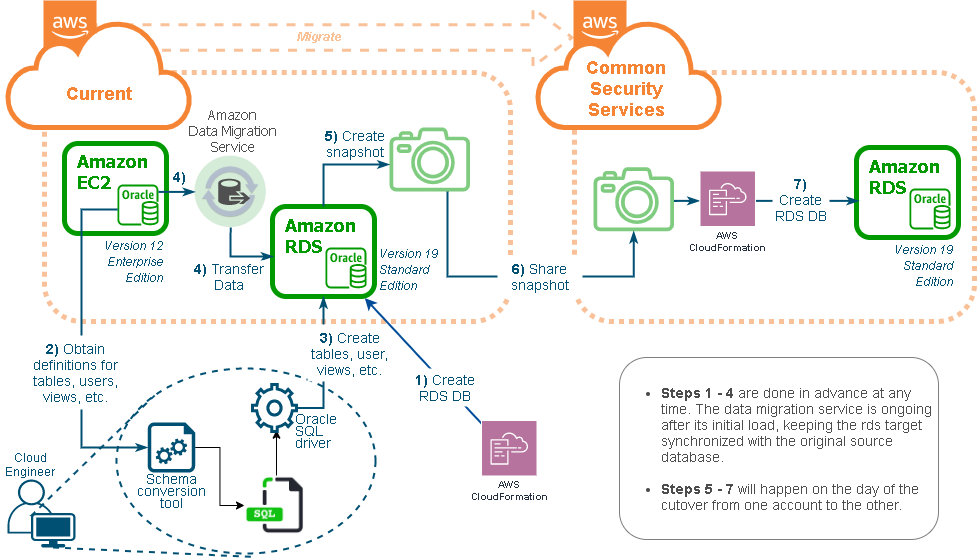 aws
aws
Migrate
Current
Common
Security
Services
Amazon
Data Migration
Service
5) Create
snapshot
Amazon
EC2
Oracle
4)
Version 12
Enterprise
Edition
Amazon
RDS
Oracle
Version 19
Standard
Edition
4) Transfer
Data
6) Share
snapshot
AWS
CloudFormation
7)
Create
RDS DB
Amazon
RDS
Oracle
Version 19
Standard
Edition
2) Obtain
definitions for
tables, users,
views, etc.
3) Create
tables, user,
views, etc.
1) Create
RDS DB
Oracle
SQL
driver
Cloud
Engineer
Schema
conversion
tool
SQL
AWS
CloudFormation
• Steps 1 - 4 are done in advance at any
time. The data migration service is ongoing
after its initial load, keeping the rds target
synchronized with the original source
database.
• Steps 5 - 7 will happen on the day of the
cutover from one account to the other.